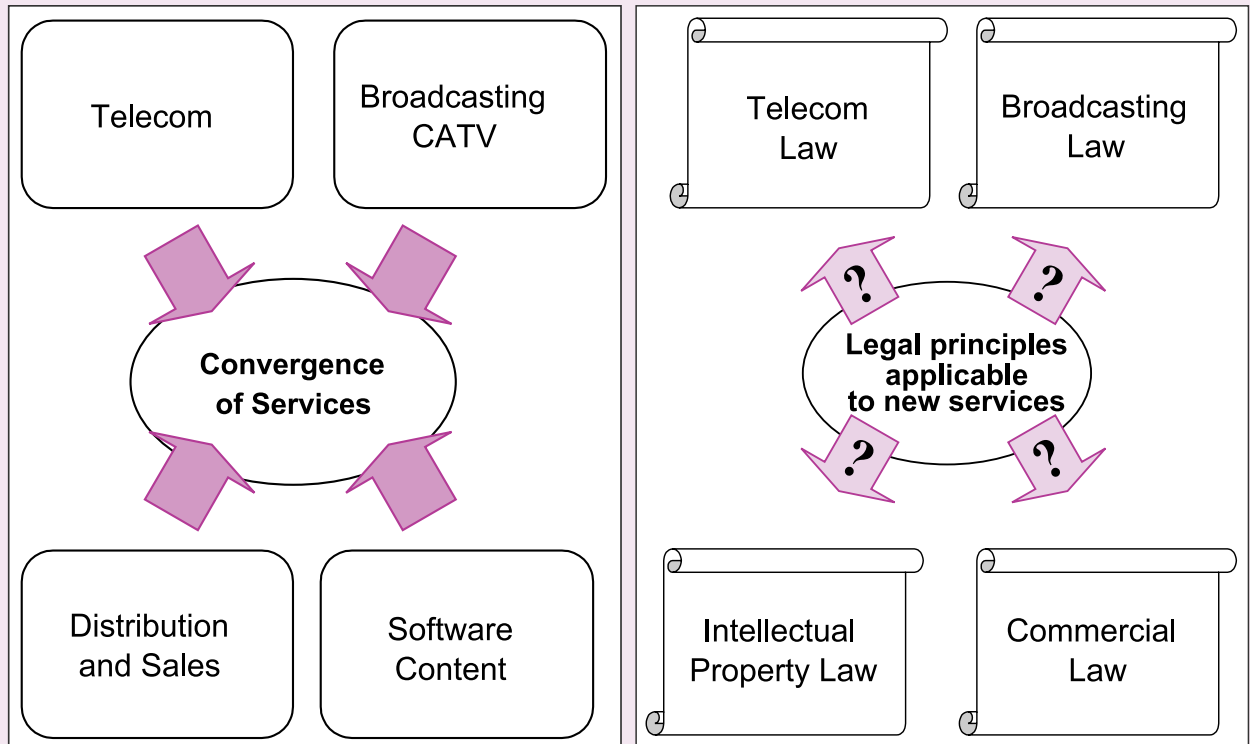 Telecom
Broadcasting
CATV
Convergence
of Services
Distribution
and Sales
Software
Content
Telecom
Law
Broadcasting
Law
?
?
Legal principles
applicable
to new services
?
?
Intellectual
Property Law
Commercial
Law